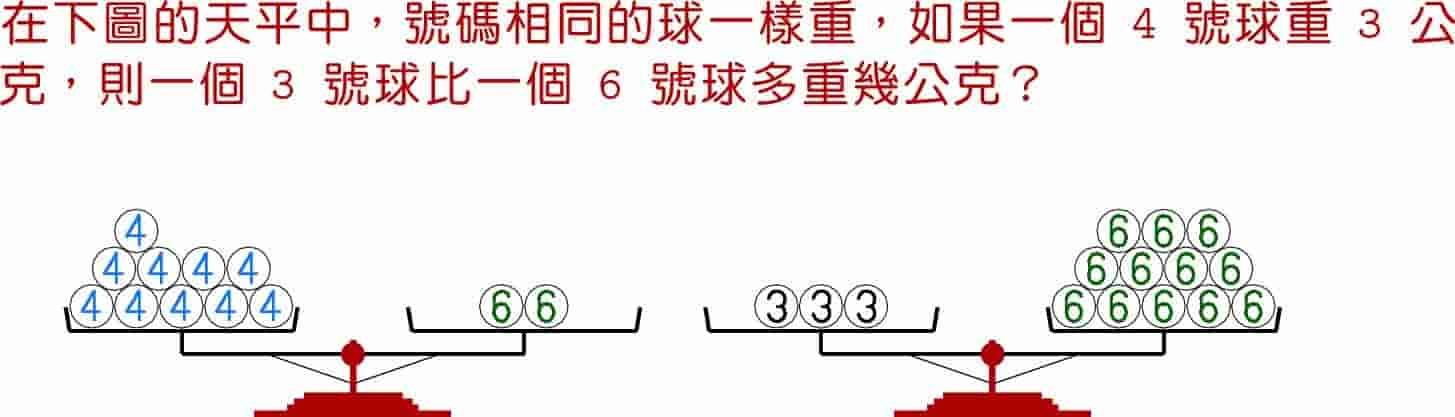 在下圖的天平中，號碼相同的球一樣重，如果一個 4 號球重 3 公
克，則一個 3 號球比一個 6 號球多重幾公克？
4 6 6 6
4 4 4 4 6 6 6 6
4 4 4 4 4 6 6 3 3 3 6 6 6 6 6